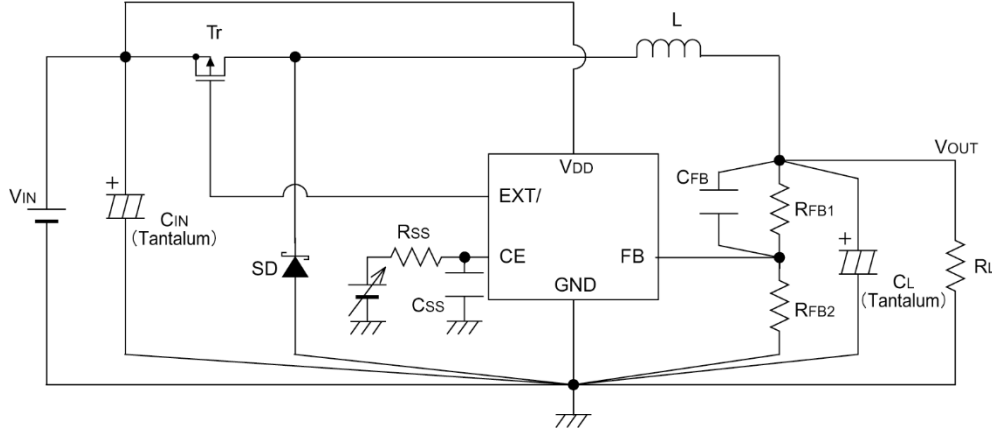 Tr
L
VDD
VOUT
CFB
EXT/
RFB1
VIN
+
CIN
(Tantalum)
RSS
CE
FB
+
SD
GND
RL
CL
(Tantalum)
CSS
RFB2